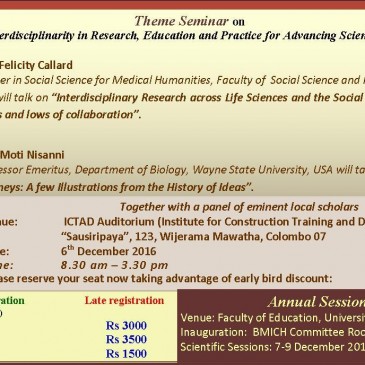 Theme Seminar on
erdisciplinarity in Research, Education and Practice for Advancing Scien
Felicity Callard
er in Social Science for Medical Humanities, Faculty of Social Science and
will talk on “Interdisciplinary Research across Life Sciences and the Social
s and lows of collaboration”.
Moti Nisanni
essor Emeritus, Department of Biology, Wayne State University, USA will ta
neys: A few Illustrations from the History of Ideas”.
Together with a panel of eminent local scholars
ue: ICTAD Auditorium (Institute for Construction Training and D
“Sausiripaya”, 123, Wijerama Mawatha, Colombo 07
e: 6th December 2016
ne: 8.30 am – 3.30 pm
ase reserve your seat now taking advantage of early bird discount:
ration Late registration
)
Rs 3000
Rs 3500
Rs 1500
Annual Session
Venue: Faculty of Education, Universi
Inauguration: BMICH Committee Roo
Scientific Sessions: 7-9 December 201